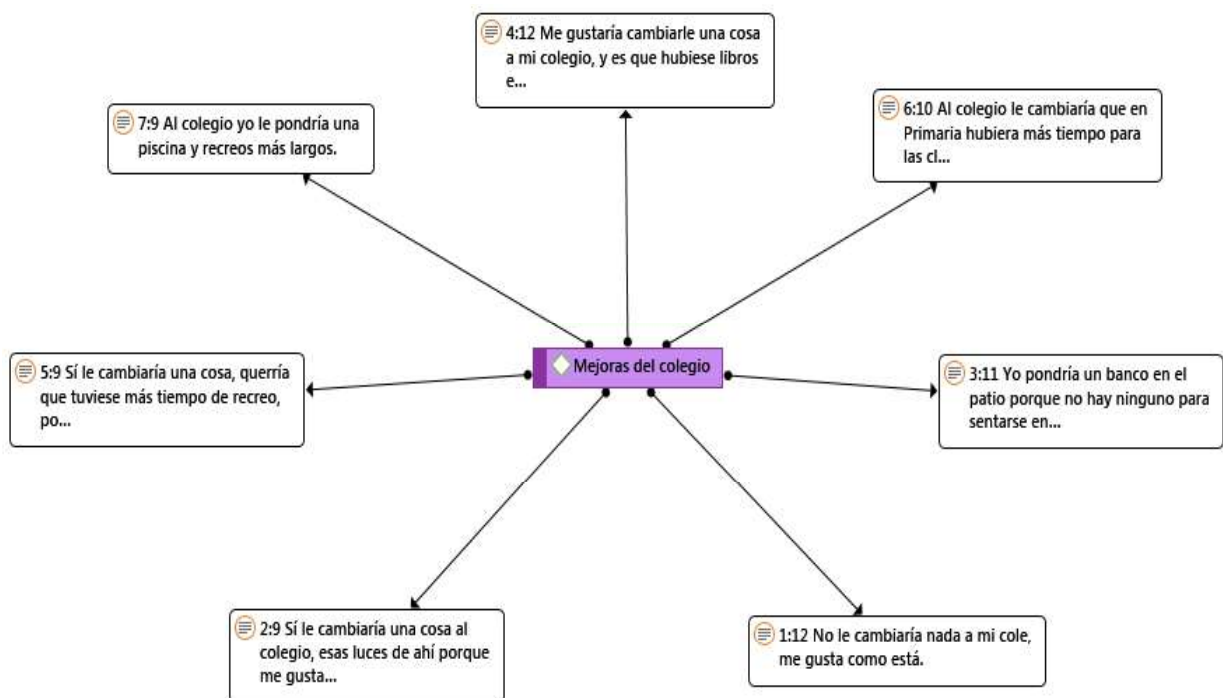 4:12 Me gustaría cambiarle una cosa
a mi colegio, y es que hubiese libros
e...
7:9 Al colegio yo le pondría una
piscina y recreos más largos.
6:10 Al colegio le cambiaría que en
Primaria hubiera más tiempo para
las cl...
Mejoras del colegio
5:9 Sí le cambiaría una cosa, querría
que tuviese más tiempo de recreo,
po...
3:11 Yo pondría un banco en el
patio porque no hay ninguno para
sentarse en...
2:9 Sí le cambiaría una cosa al
colegio, esas luces de ahí porque
me gusta...
1:12 No le cambiaría nada a mi cole,
me gusta como está.